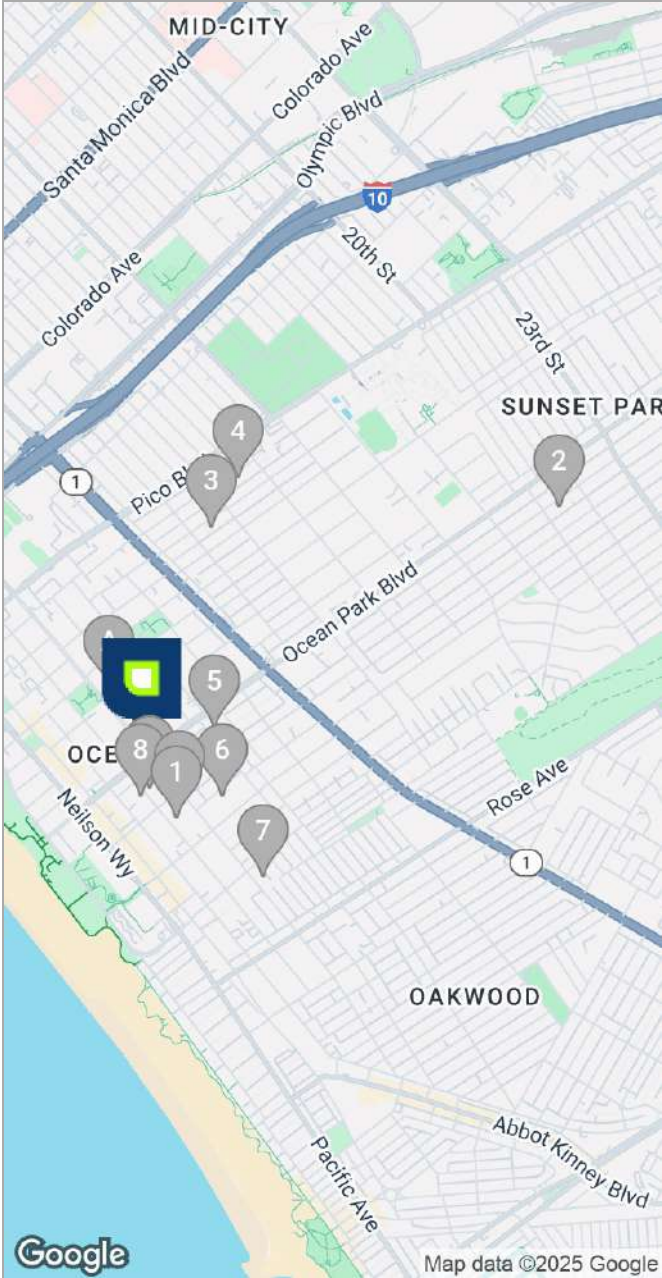 MID-CITY
Colorado Ave
Santa Monica Blvd
Olympic Blvd
10
20th St
Colorado Ave
23rd St
SUNSET PAR
4
2
3
1
Pico B
Ocean Park Blvd
5
OCE
8
6
1
Neilson Wy
7
Rose Ave
1
OAKWOOD
Abbot Kinney Blvd
Pacific Ave
Google
Map data ©2025 Google